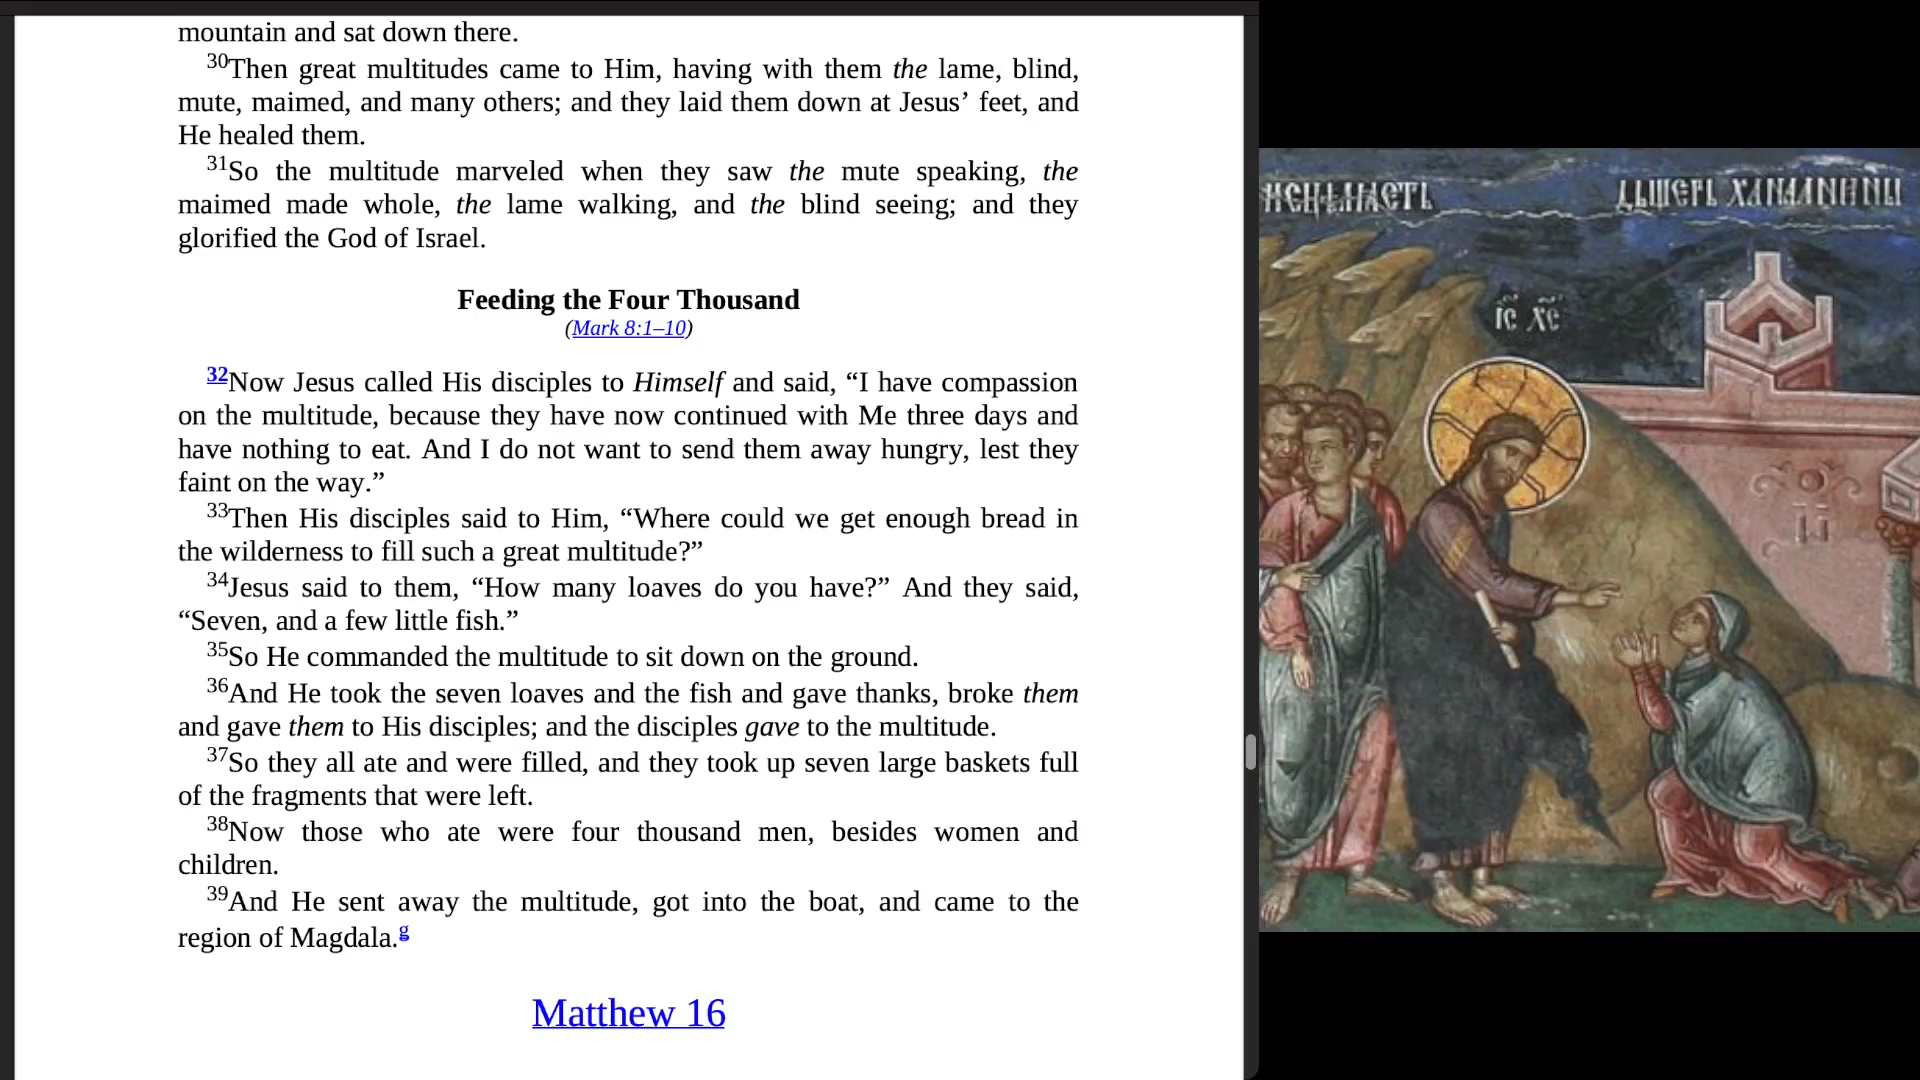 mountain and sat down there.
30Then great multitudes came to Him, having with them the lame, blind,
mute, maimed, and many others; and they laid them down at Jesus’ feet, and
He healed them.
31So the multitude marveled when they saw the mute speaking, the
maimed made whole, the lame walking, and the blind seeing; and they
glorified the God of Israel.
Feeding the Four Thousand
(Mark 8:1–10)
32Now Jesus called His disciples to Himself and said, “I have compassion
on the multitude, because they have now continued with Me three days and
have nothing to eat. And I do not want to send them away hungry, lest they
faint on the way.”
33Then His disciples said to Him, “Where could we get enough bread in
the wilderness to fill such a great multitude?”
34Jesus said to them, “How many loaves do you have?” And they said,
“Seven, and a few little fish.”
35So He commanded the multitude to sit down on the ground.
36And He took the seven loaves and the fish and gave thanks, broke them
and gave them to His disciples; and the disciples gave to the multitude.
37So they all ate and were filled, and they took up seven large baskets full
of the fragments that were left.
38Now those who ate were four thousand men, besides women and
children.
39And He sent away the multitude, got into the boat, and came to the
region of Magdala.g
Matthew 16
ІС ХС